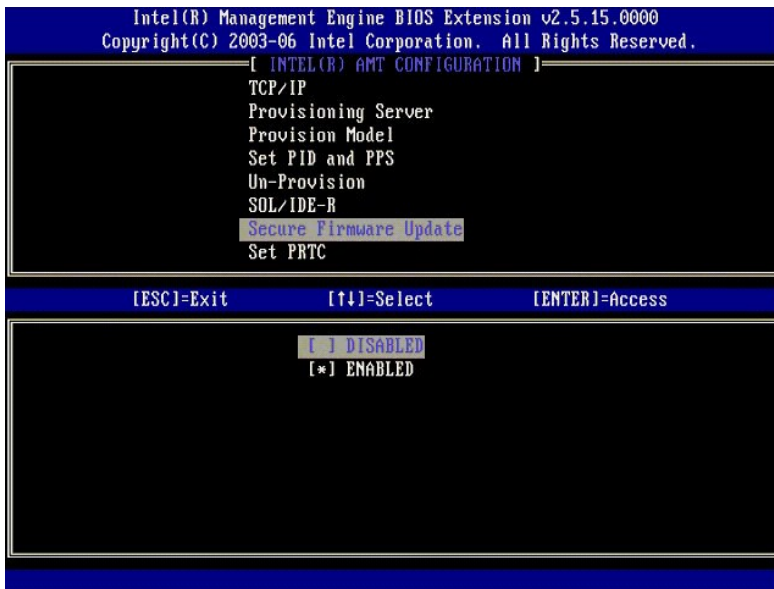 Intel(R) Management Engine BIOS Extension v2.5.15.0000
Copyright(C) 2003-06 Intel Corporation. All Rights Reserved.
[ INTEL(R) AMT CONFIGURATION ]
TCP/IP
Provisioning Server
Provision Model
Set PID and PPS
Un-Provision
SOL/IDE-R
Secure Firmware Update
Set PRTC
[ESC]=Exit [↑↓]=Select [ENTER]=Access
[ ] DISABLED
[*] ENABLED